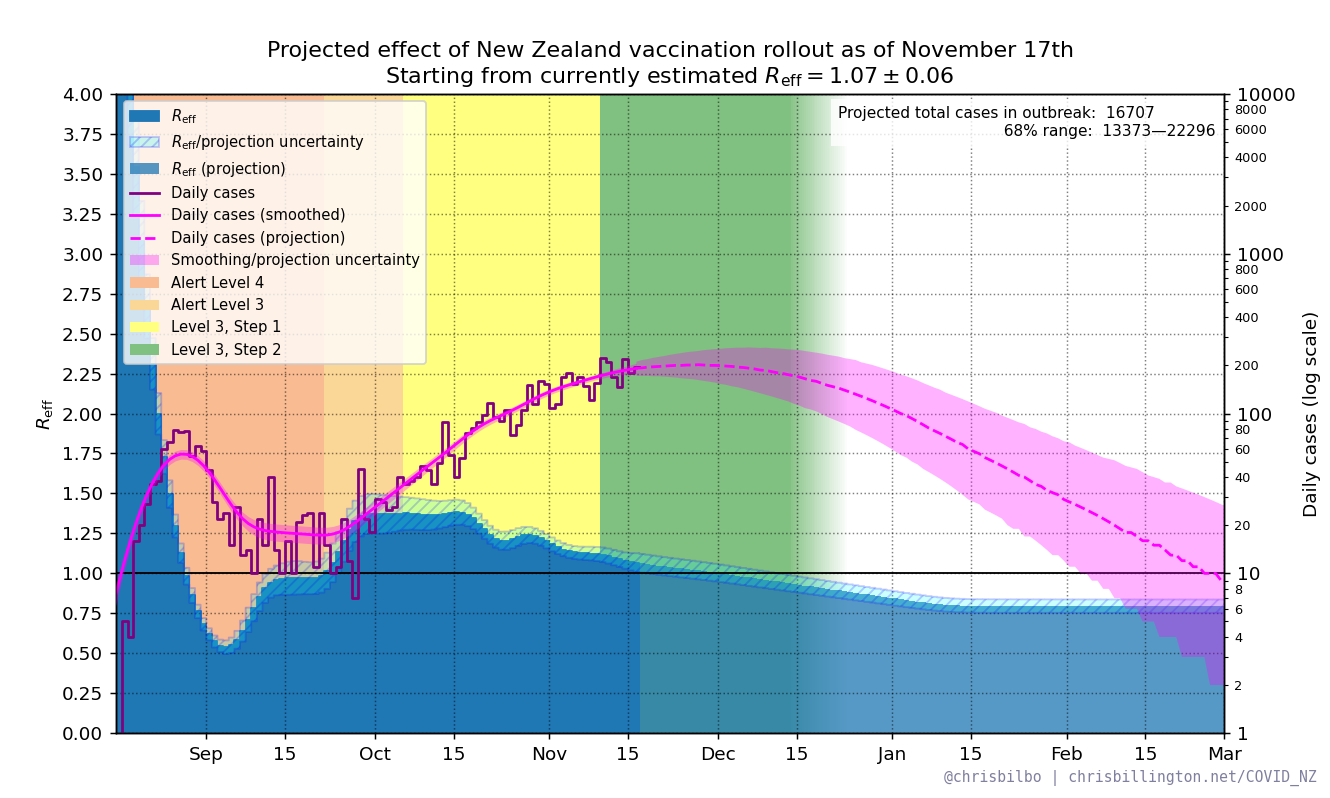 Projected effect of New Zealand vaccination rollout as of November 17th
Starting from currently estimated Reff = 1.07 ± 0.06
Projected total cases in outbreak: 16707
68% range: 13373—22296
Reff
Reff/projection uncertainty
Reff (projection)
Daily cases
Daily cases (smoothed)
Daily cases (projection)
Smoothing/projection uncertainty
Alert Level 4
Alert Level 3
Level 3, Step 1
Level 3, Step 2
Reff
4.00
3.75
3.50
3.25
3.00
2.75
2.50
2.25
2.00
1.75
1.50
1.25
1.00
0.75
0.50
0.25
0.00
10000
8000
6000
4000
2000
1000
800
600
400
200
100
80
60
40
20
10
8
6
4
2
1
Daily cases (log scale)
Sep 15 Oct 15 Nov 15 Dec 15 Jan 15 Feb 15 Mar
@chrisbilbo | chrisbillington.net/COVID_NZ